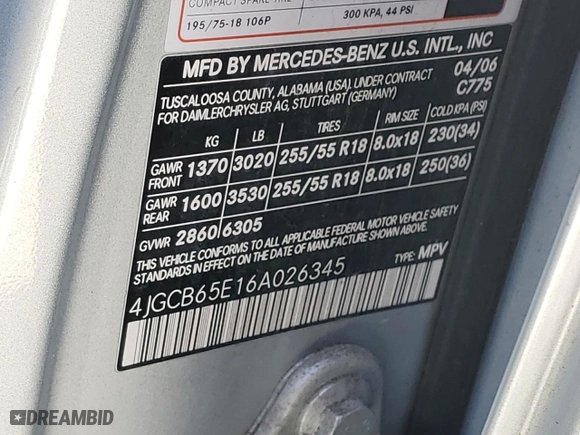 COMPACT SPARE TIRE
195/75-18 106P
300 KPA, 44 PSI
MFD BY MERCEDES-BENZ U.S. INTL., INC
TUSCALOOSA COUNTY, ALABAMA (USA). UNDER CONTRACT 04/06
FOR DAIMLERCHRYSLER AG, STUTTGART (GERMANY) C775
KG LB TIRES RIM SIZE COLD KPA (PSI)
GAWR FRONT 1370 3020 255/55 R18 8.0x18 230(34)
GAWR REAR 1600 3530 255/55 R18 8.0x18 250(36)
GVWR 2860 6305
THIS VEHICLE CONFORMS TO ALL APPLICABLE FEDERAL MOTOR VEHICLE SAFETY
STANDARDS IN EFFECT ON THE DATE OF MANUFACTURE SHOWN ABOVE.
4JGCB65E16A026345 TYPE: MPV
DREAMBID